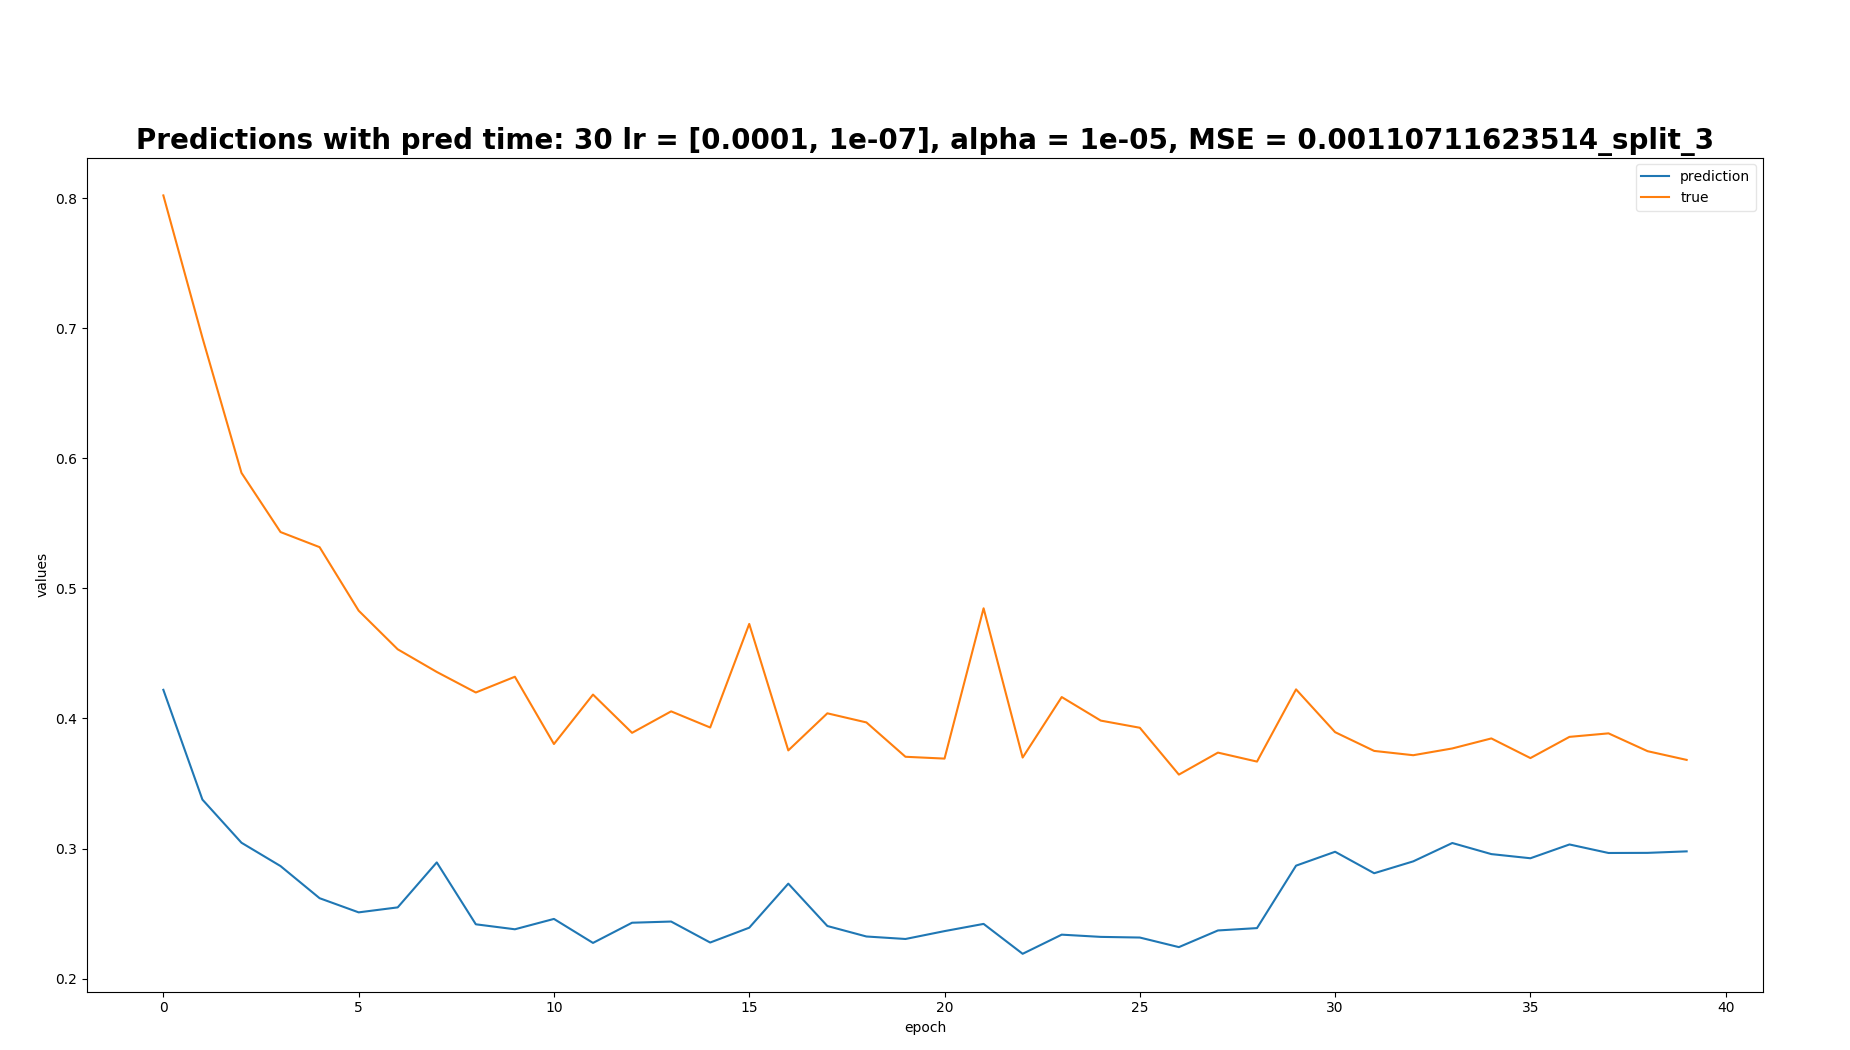 Predictions with pred time: 30 lr = [0.0001, 1e-07], alpha = 1e-05, MSE = 0.00110711623514_split_3
prediction
true
0.8
0.7
0.6
0.5
0.4
0.3
0.2
values
0 5 10 15 20 25 30 35 40
epoch